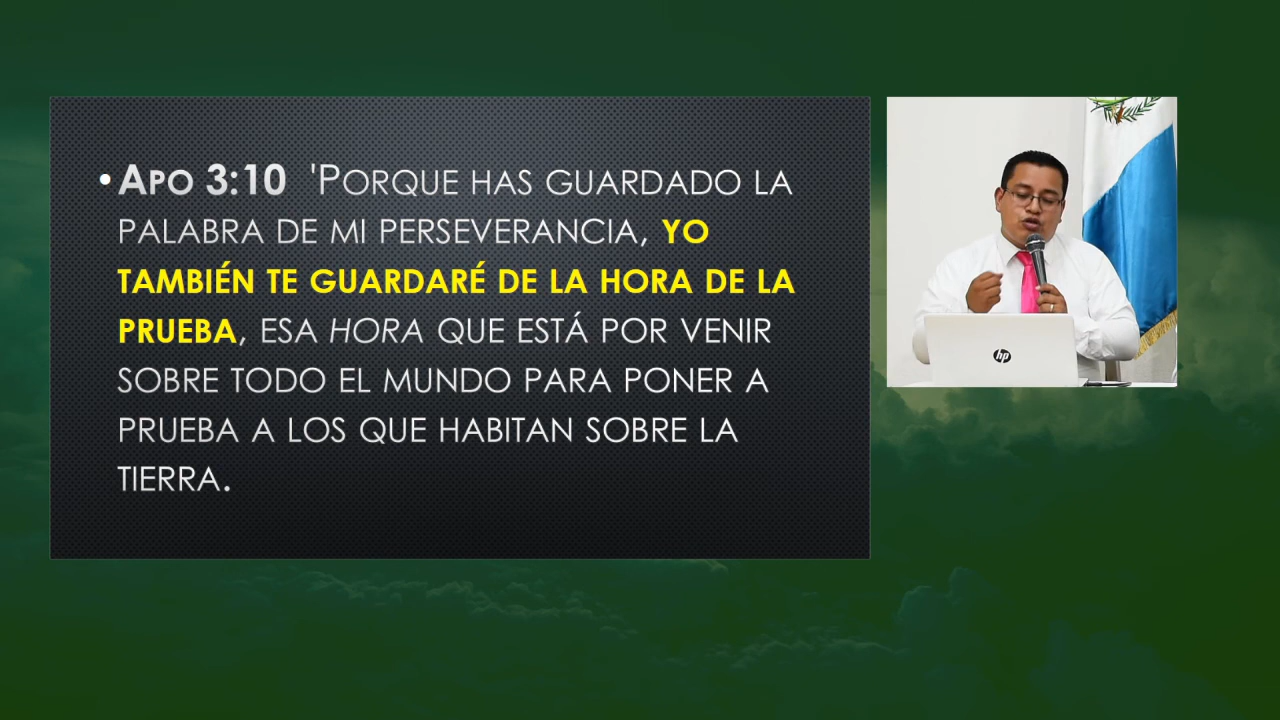 • Apo 3:10 'Porque has guardado la
palabra de mi perseverancia, yo
también te guardaré de la hora de la
prueba, esa hora que está por venir
sobre todo el mundo para poner a
prueba a los que habitan sobre la
tierra.
hp